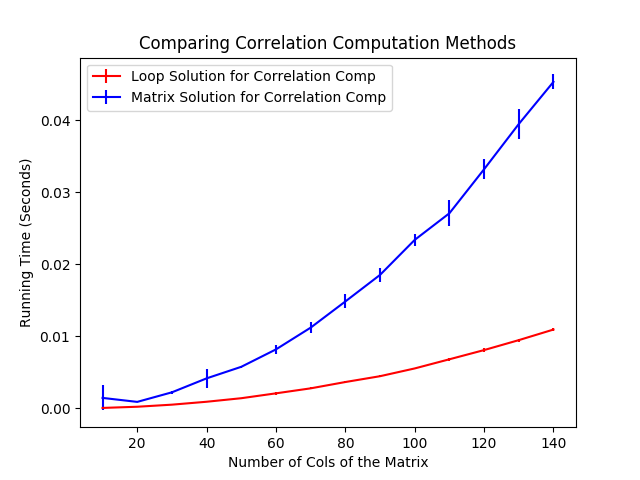 Comparing Correlation Computation Methods
Loop Solution for Correlation Comp
Matrix Solution for Correlation Comp
Running Time (Seconds)
0.04
0.03
0.02
0.01
0.00
20 40 60 80 100 120 140
Number of Cols of the Matrix